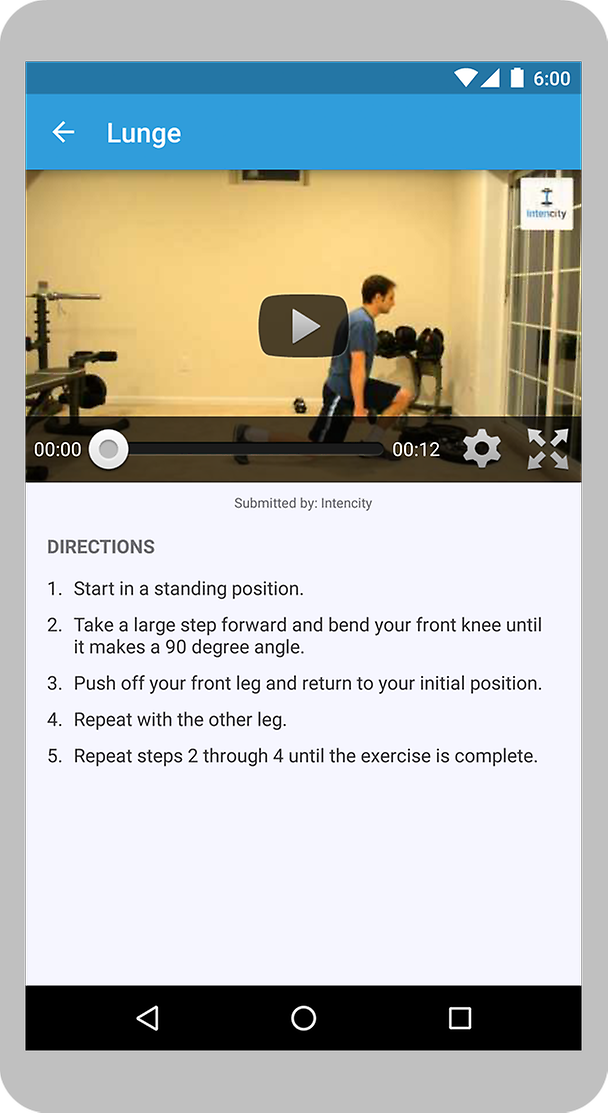 6:00
Lunge
Intencity
00:00
00:12
Submitted by: Intencity
DIRECTIONS
1. Start in a standing position.
2. Take a large step forward and bend your front knee until
it makes a 90 degree angle.
3. Push off your front leg and return to your initial position.
4. Repeat with the other leg.
5. Repeat steps 2 through 4 until the exercise is complete.